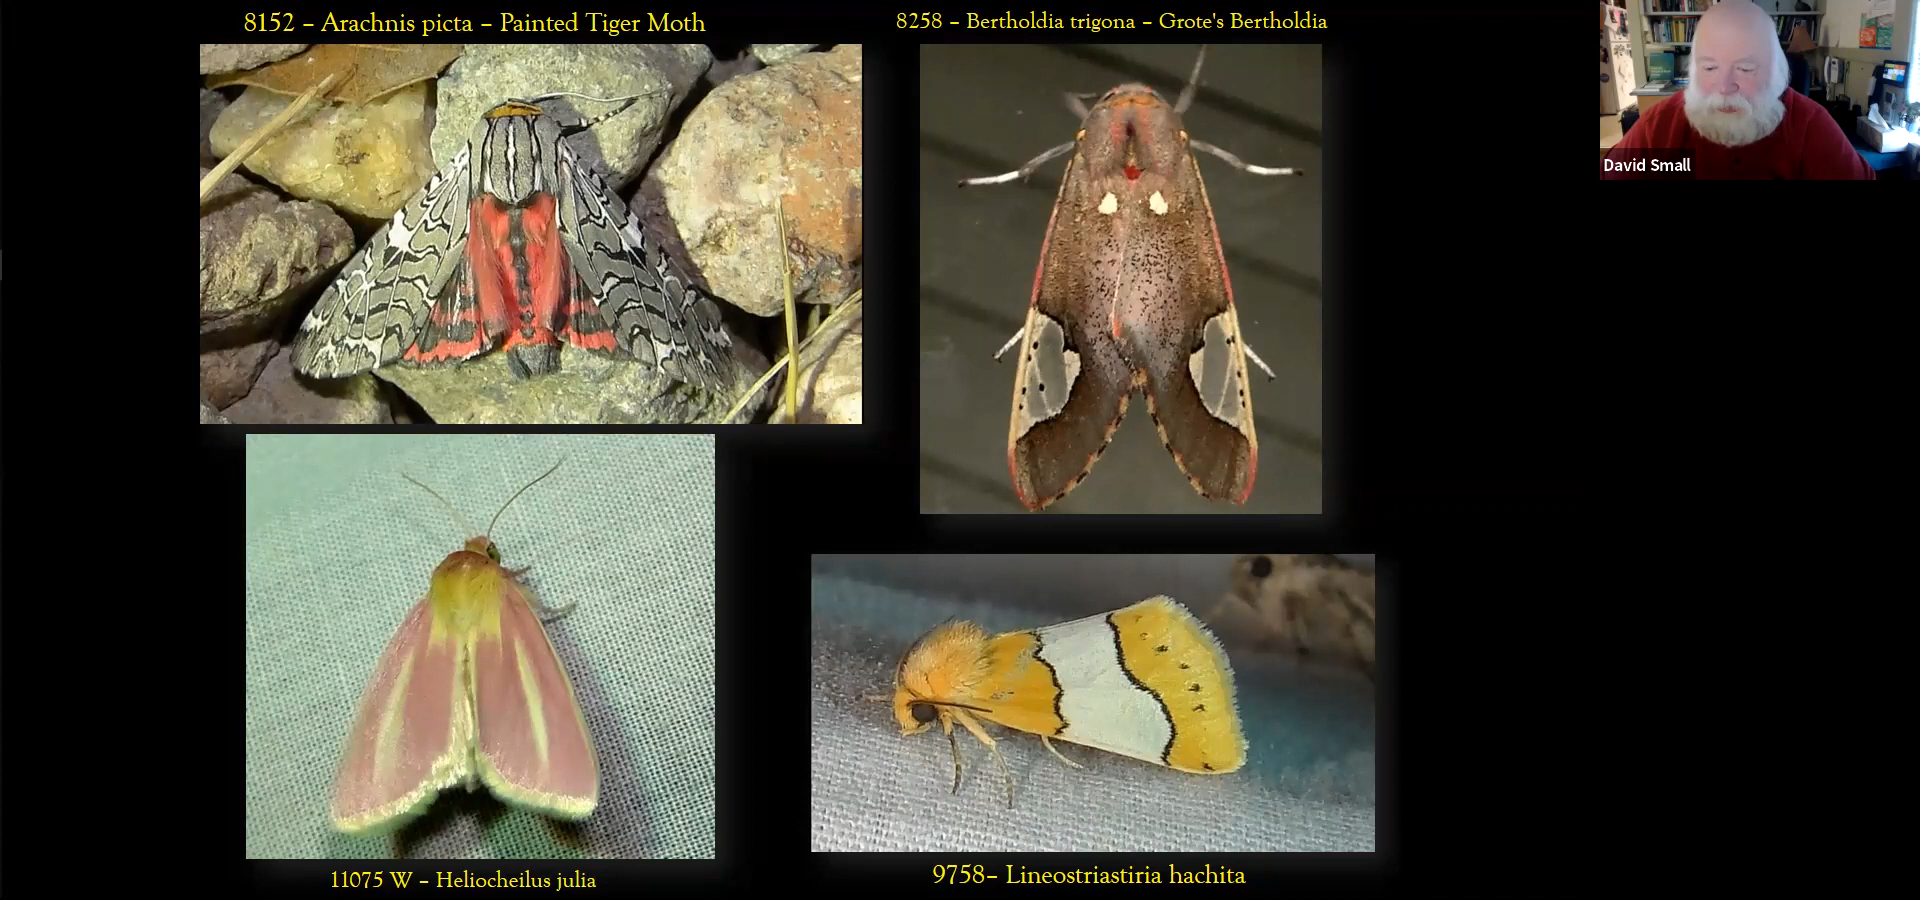 8152 – Arachnis picta – Painted Tiger Moth
8258 – Bertholdia trigona – Grote's Bertholdia
David Small
11075 W – Heliocheilus julia
9758– Lineostriastiria hachita